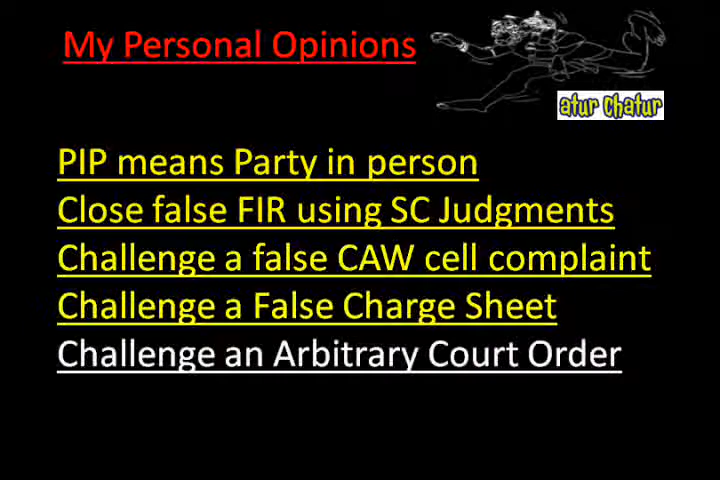 My Personal Opinions
atur chatur
PIP means Party in person
Close false FIR using SC Judgments
Challenge a false CAW cell complaint
Challenge a False Charge Sheet
Challenge an Arbitrary Court Order